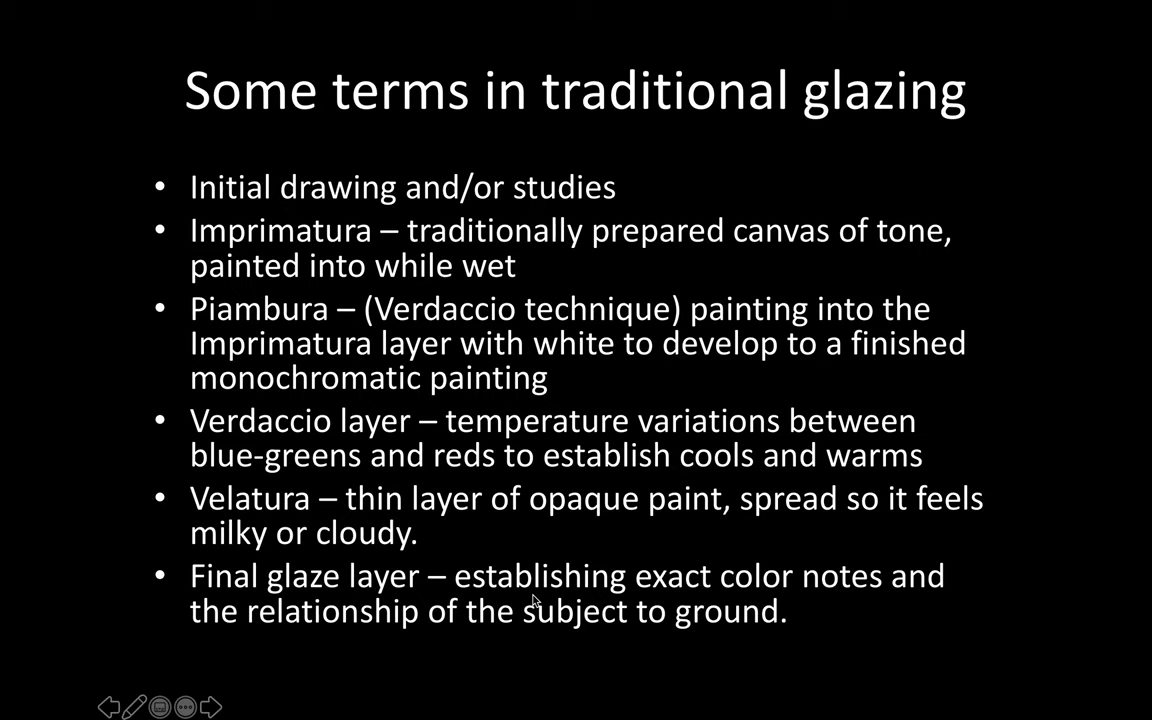 Some terms in traditional glazing
• Initial drawing and/or studies
• Imprimatura – traditionally prepared canvas of tone,
painted into while wet
• Piambura – (Verdaccio technique) painting into the
Imprimatura layer with white to develop to a finished
monochromatic painting
• Verdaccio layer – temperature variations between
blue-greens and reds to establish cools and warms
• Velatura – thin layer of opaque paint, spread so it feels
milky or cloudy.
• Final glaze layer – establishing exact color notes and
the relationship of the subject to ground.